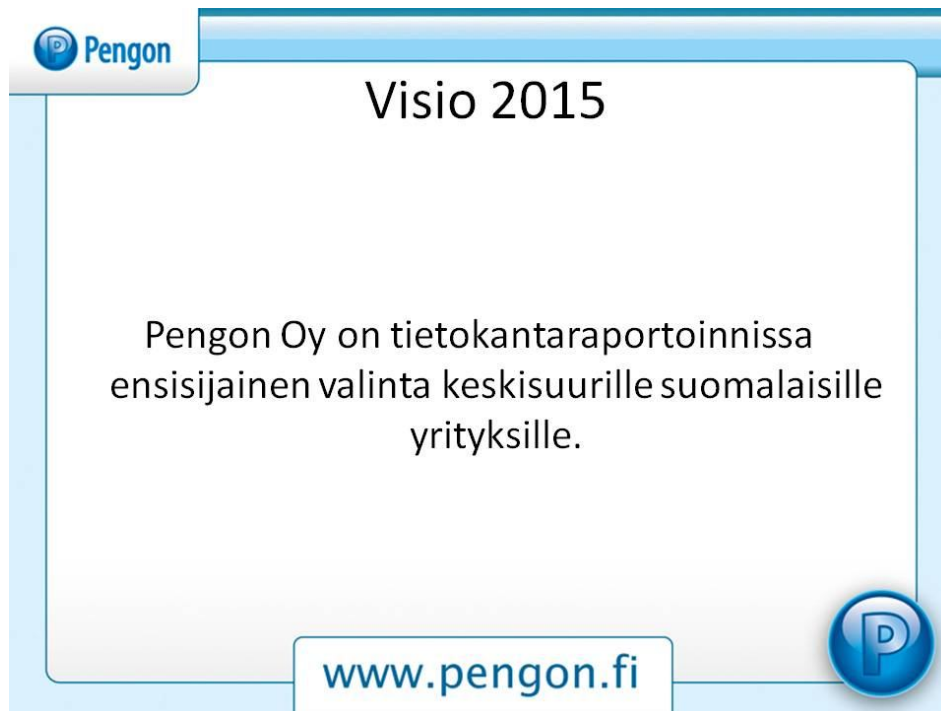 Pengon
Visio 2015
Pengon Oy on tietokantaraportoinnissa
ensisijainen valinta keskisuurille suomalaisille
yrityksille.
www.pengon.fi